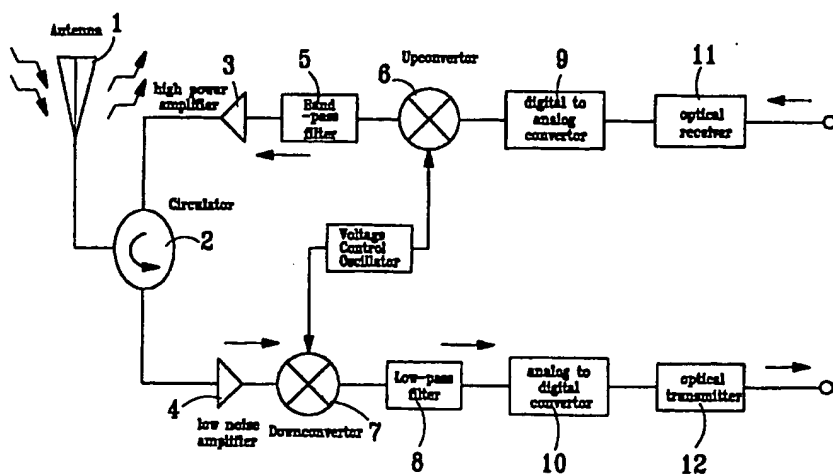 Antenna
1
high power
amplifier
3
5
Band
-pass
filter
Upconvertor
6
9
digital to
analog
convertor
11
optical
receiver
Circulator
2
Voltage
Control
Oscillator
4
low noise
amplifier
Downconvertor
7
Low-pass
filter
8
analog to
digital
convertor
10
optical
transmitter
12